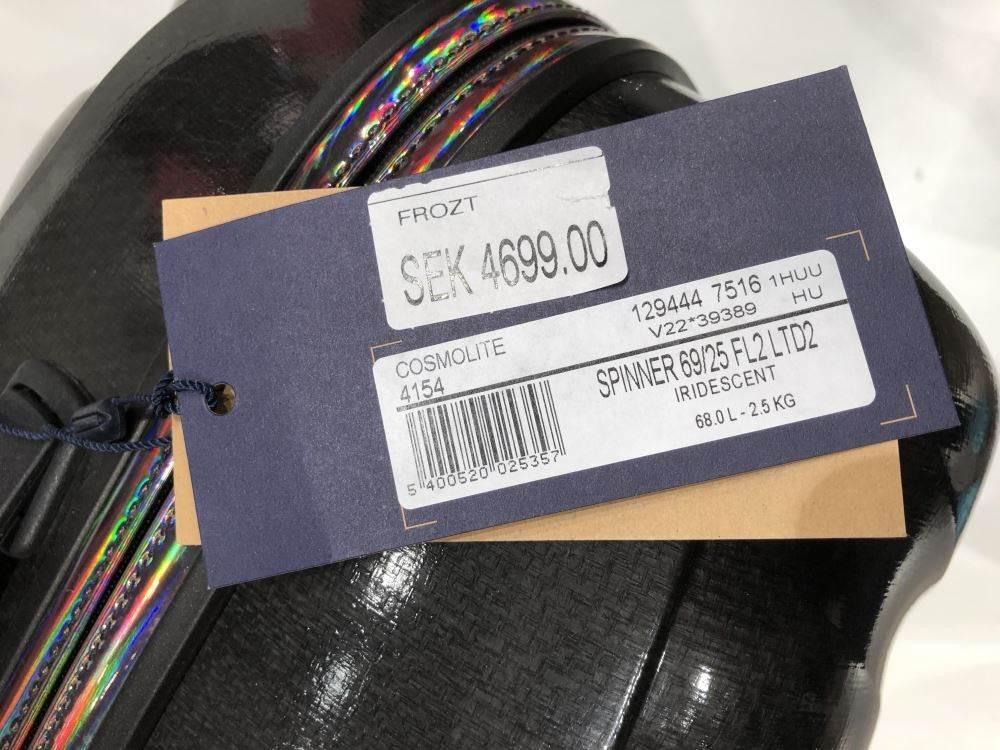 FROZT
SEK 4699.00
129444 7516 1HUU
V22*39389 HU
COSMOLITE
4154
SPINNER 69/25 FL2 LTD2
IRIDESCENT
68.0 L - 2.5 KG
5 400520 025357